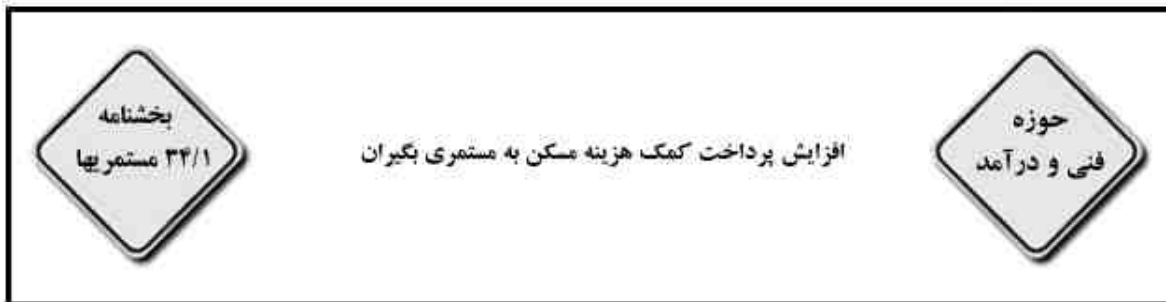 حوزه
فنی و درآمد
افزایش پرداخت کمک هزینه مسکن به مستمری بگیران
بخشنامه
۳۴/۱ مستمریها